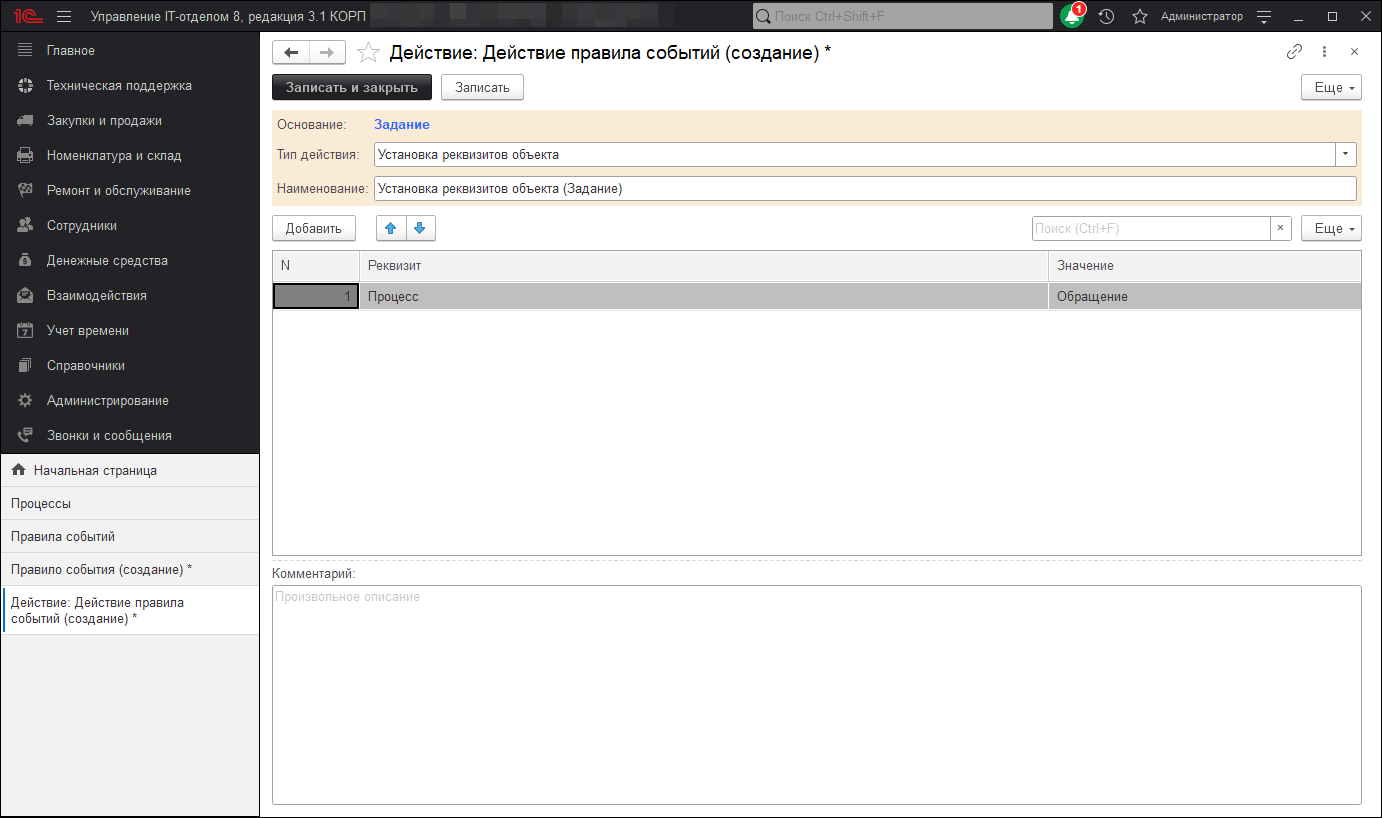 1С Управление IT-отделом 8, редакция 3.1 КОРП Поиск Ctrl+Shift+F 1 Администратор
Главное
Техническая поддержка
Закупки и продажи
Номенклатура и склад
Ремонт и обслуживание
Сотрудники
Денежные средства
Взаимодействия
7 Учет времени
Справочники
Администрирование
Звонки и сообщения
Начальная страница
Процессы
Правила событий
Правило события (создание) *
Действие: Действие правила
событий (создание) *
Действие: Действие правила событий (создание) *
Записать и закрыть Записать Еще
Основание: Задание
Тип действия: Установка реквизитов объекта
Наименование: Установка реквизитов объекта (Задание)
Добавить Поиск (Ctrl+F) × Еще
N Реквизит Значение
1 Процесс Обращение
Комментарий:
Произвольное описание